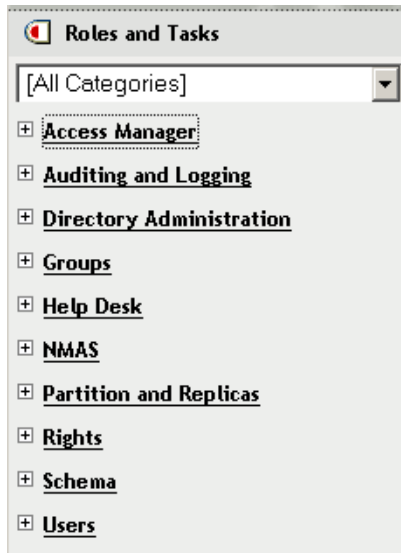 Roles and Tasks
[All Categories]
Access Manager
Auditing and Logging
Directory Administration
Groups
Help Desk
NMAS
Partition and Replicas
Rights
Schema
Users